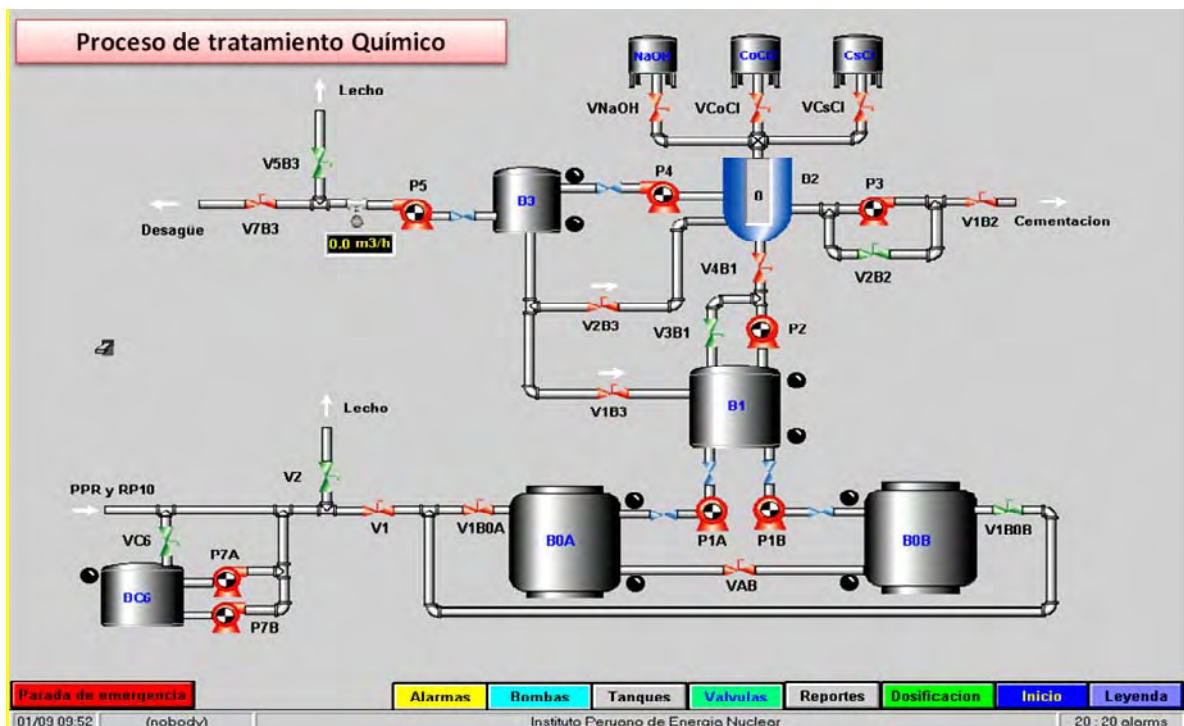 Proceso de tratamiento Químico
NaOH
CoCl
CsCl
VNaOH
VCoCl
VCsCl
Lecho
V5B3
P5
B3
P4
0
B2
P3
V1B2
Desague
V7B3
0.0 m3/h
Cementacion
V4B1
V2B2
V2B3
V3B1
P2
V1B3
B1
Lecho
V2
PPR y RP10
V1
V1B0A
B0A
P1A
P1B
B0B
V1B0B
VC6
P7A
BC6
P7B
VAB
Parada de emergencia
Alarmas
Bombas
Tanques
Valvulas
Reportes
Dosificacion
Inicio
Leyenda
01/09 09:52
(nobody)
Instituto Peruano de Energia Nuclear
20 : 20 alarms